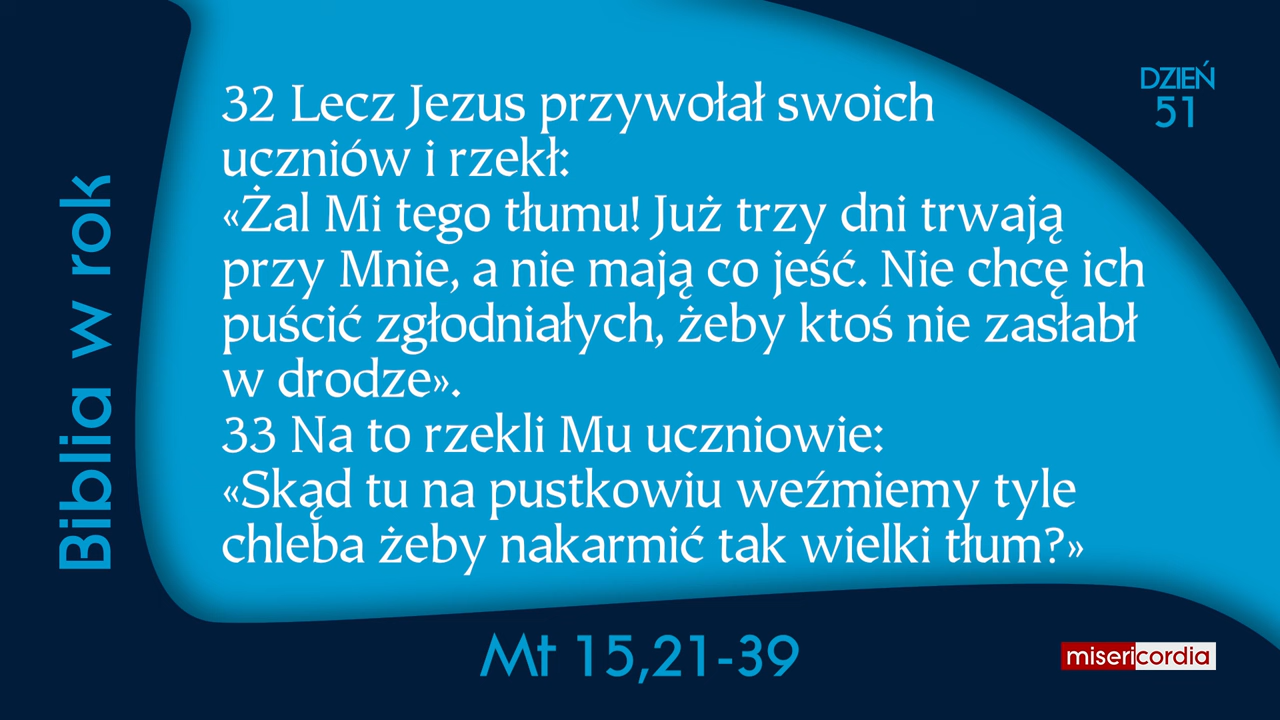 DZIEŃ
51
32 Lecz Jezus przywołał swoich
uczniów i rzekł:
«Żal Mi tego tłumu! Już trzy dni trwają
przy Mnie, a nie mają co jeść. Nie chcę ich
puścić zgłodniałych, żeby ktoś nie zasłabł
w drodze».
33 Na to rzekli Mu uczniowie:
«Skąd tu na pustkowiu weźmiemy tyle
chleba żeby nakarmić tak wielki tłum?»
Biblia w rok
Mt 15,21-39
misericordia